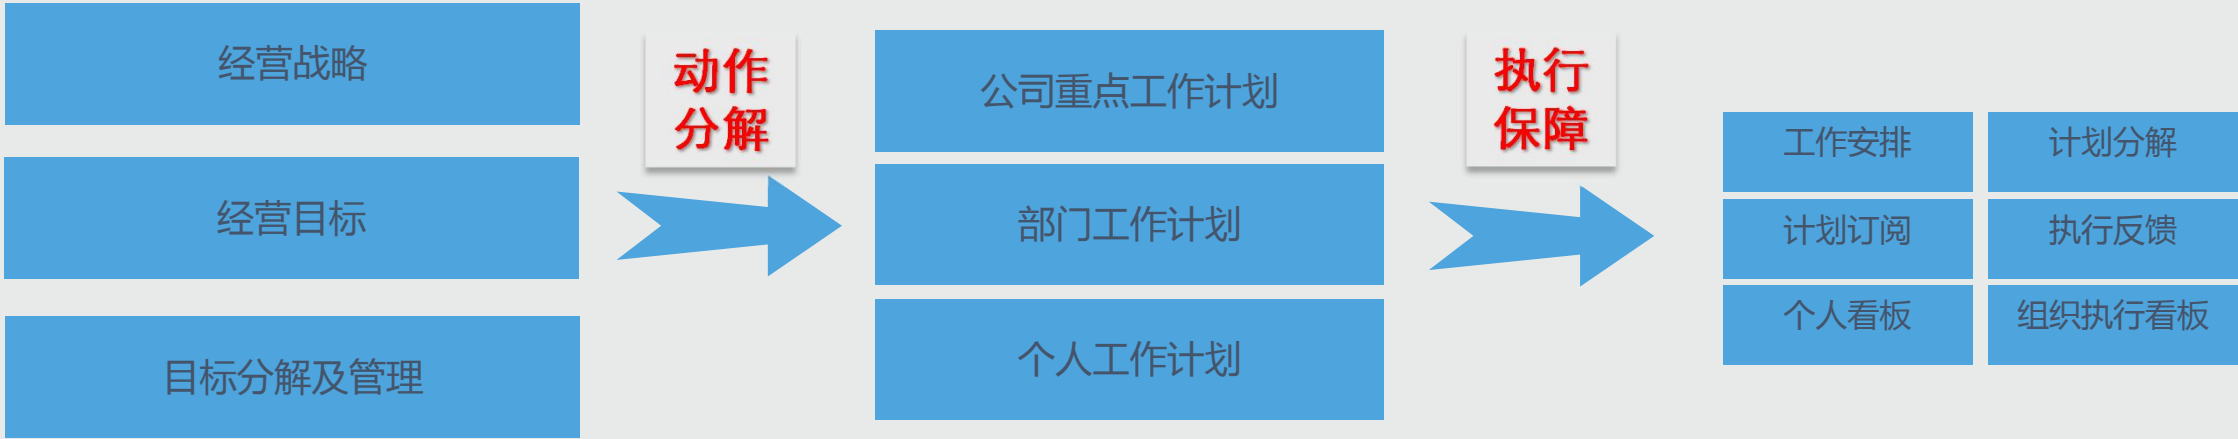 经营战略
经营目标
目标分解及管理
动作
分解
公司重点工作计划
部门工作计划
个人工作计划
执行
保障
工作安排
计划分解
计划订阅
执行反馈
个人看板
组织执行看板